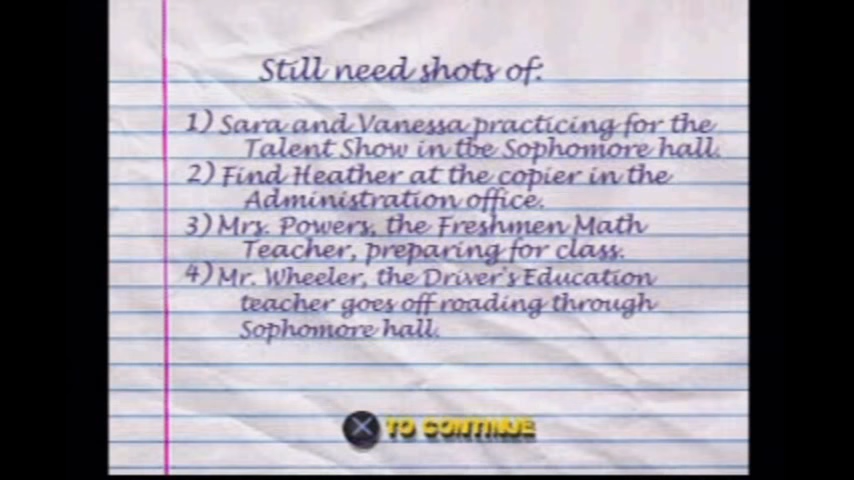 Still need shots of:
1) Sara and Vanessa practicing for the
Talent Show in the Sophomore hall.
2) Find Heather at the copier in the
Administration office.
3) Mrs. Powers, the Freshmen Math
Teacher, preparing for class.
4) Mr. Wheeler, the Driver's Education
teacher goes off roading through
Sophomore hall.
TO CONTINUE